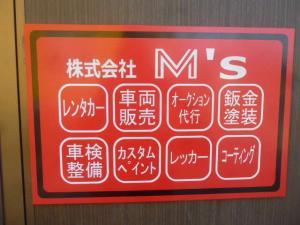 株式会社 M's
レンタカー
車両
販売
オークション
代行
鈑金
塗装
車検
整備
カスタム
ペイント
レッカー
コーティング